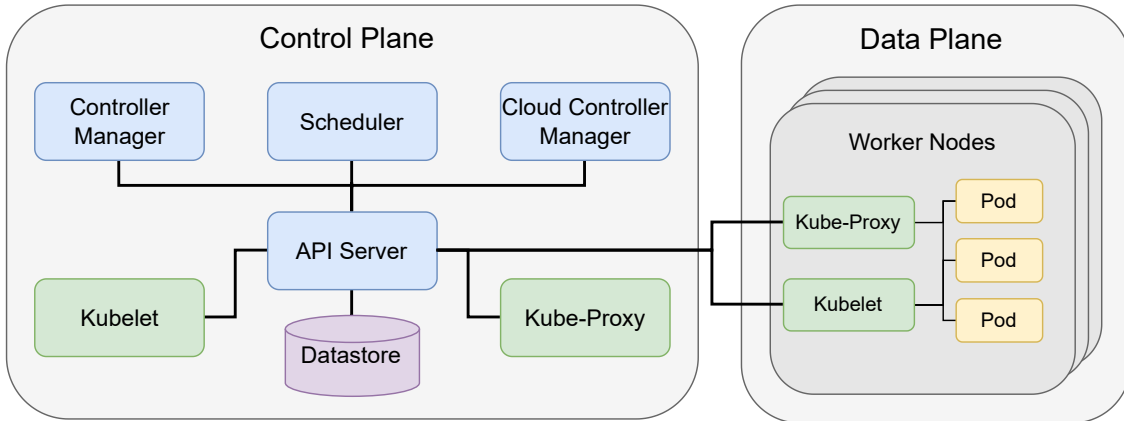 Control Plane
Controller
Manager
Scheduler
Cloud Controller
Manager
API Server
Kubelet
Datastore
Kube-Proxy
Data Plane
Worker Nodes
Kube-Proxy
Kubelet
Pod
Pod
Pod